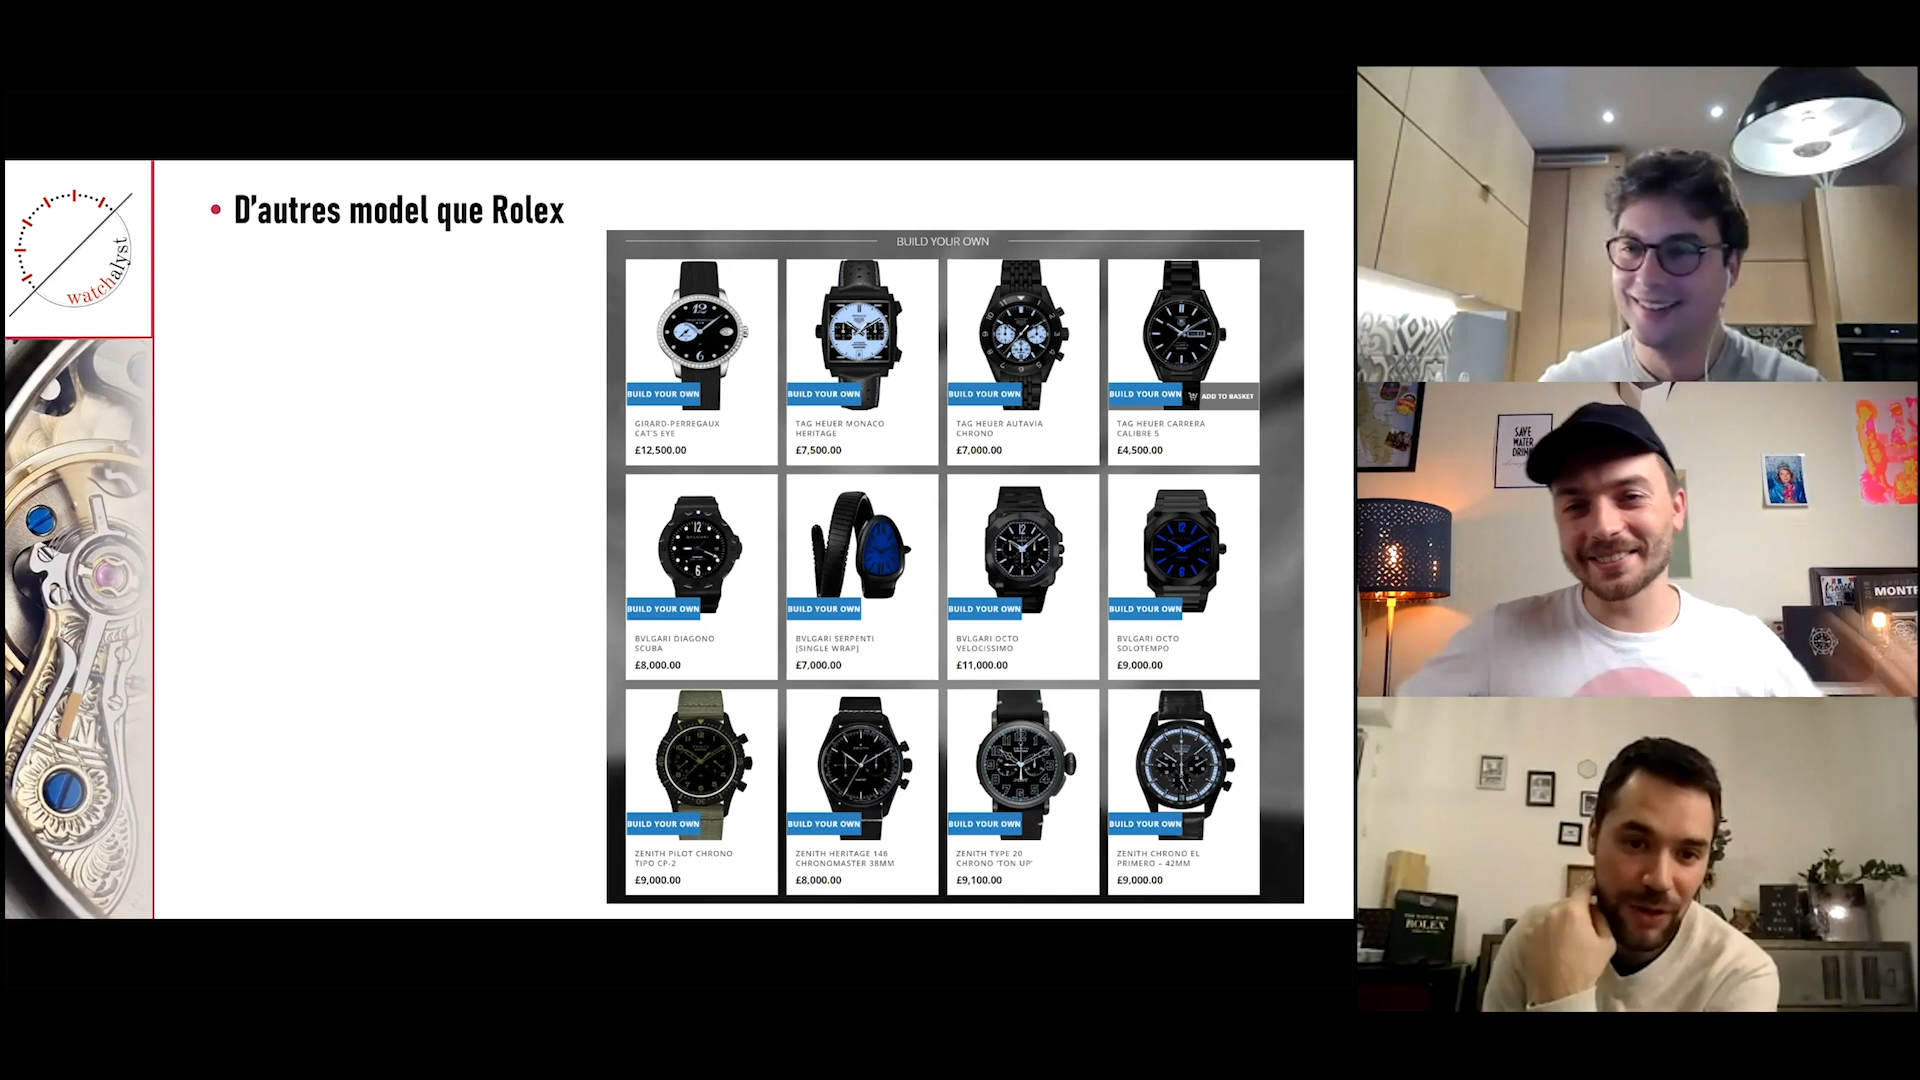 watchalyst
• D'autres model que Rolex
BUILD YOUR OWN
BUILD YOUR OWN
GIRARD-PERREGAUX
CAT'S EYE
£12,500.00
BUILD YOUR OWN
TAG HEUER MONACO
HERITAGE
£7,500.00
BUILD YOUR OWN
TAG HEUER AUTAVIA
CHRONO
£7,000.00
BUILD YOUR OWN
ADD TO BASKET
TAG HEUER CARRERA
CALIBRE 5
£4,500.00
BUILD YOUR OWN
BVLGARI DIAGONO
SCUBA
£8,000.00
BUILD YOUR OWN
BVLGARI SERPENTI
[SINGLE WRAP]
£7,000.00
BUILD YOUR OWN
BVLGARI OCTO
VELOCISSIMO
£11,000.00
BUILD YOUR OWN
BVLGARI OCTO
SOLOTEMPO
£9,000.00
BUILD YOUR OWN
ZENITH PILOT CHRONO
TIPO CP-2
£9,000.00
BUILD YOUR OWN
ZENITH HERITAGE 146
CHRONOMASTER 38MM
£8,000.00
BUILD YOUR OWN
ZENITH TYPE 20
CHRONO 'TON UP'
£9,100.00
BUILD YOUR OWN
ZENITH CHRONO EL
PRIMERO – 42MM
£9,000.00
SAVE
WATER
DRINK
France
MONTR
ROLEX